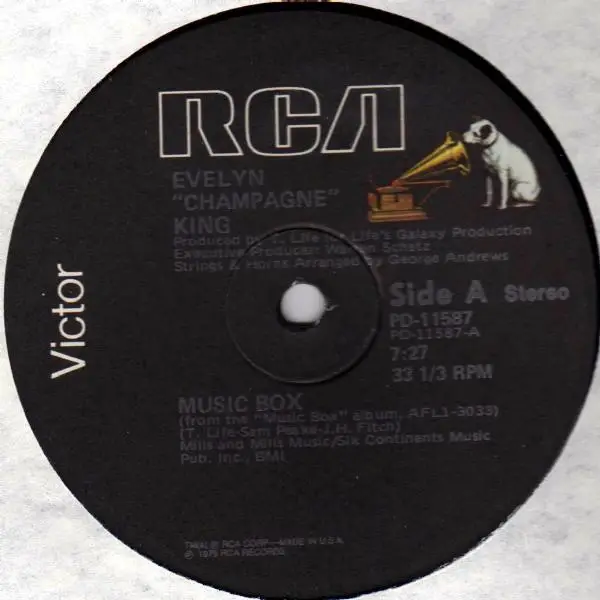 RCA
EVELYN
"CHAMPAGNE"
KING
Produced by T. Life for Life's Galaxy Production
Executive Producer: Warren Schatz
Strings & Horns Arranged by George Andrews
Victor
Side A Stereo
PD-11587
PD-11587-A
7:27
33 1/3 RPM
MUSIC BOX
(from the "Music Box" album, AFL1-3033)
(T. Life-Sam Peake-J.H. Fitch)
Mills and Mills Music/Six Continents Music
Pub. Inc., BMI
TMK(s) ® RCA CORP—MADE IN U.S.A.
℗ 1979 RCA RECORDS